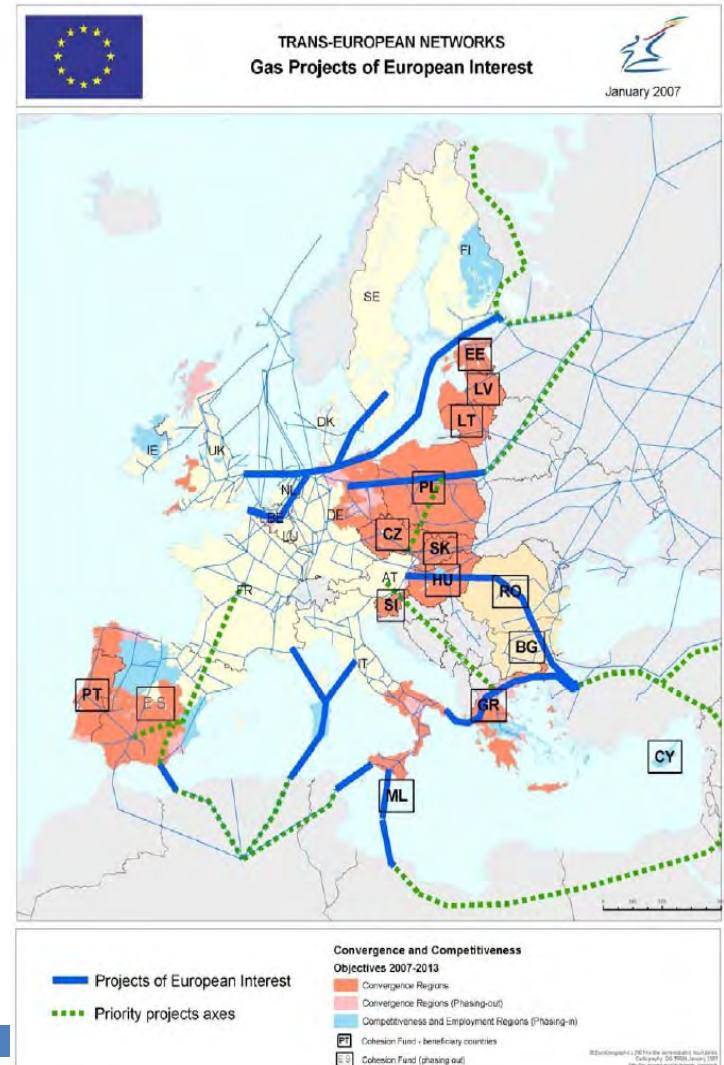 TRANS-EUROPEAN NETWORKS
Gas Projects of European Interest
January 2007
FI
SE
EE
LV
LT
DK
IE
UK
NL
PL
BE
DE
LU
CZ
SK
AT
HU
FR
SI
RO
IT
BG
PT
ES
GR
CY
ML
Projects of European Interest
Priority projects axes
Convergence and Competitiveness
Objectives 2007-2013
Convergence Regions
Convergence Regions (Phasing-out)
Competitiveness and Employment Regions (Phasing-in)
PT Cohesion Fund - beneficiary countries
ES Cohesion Fund (phasing out)